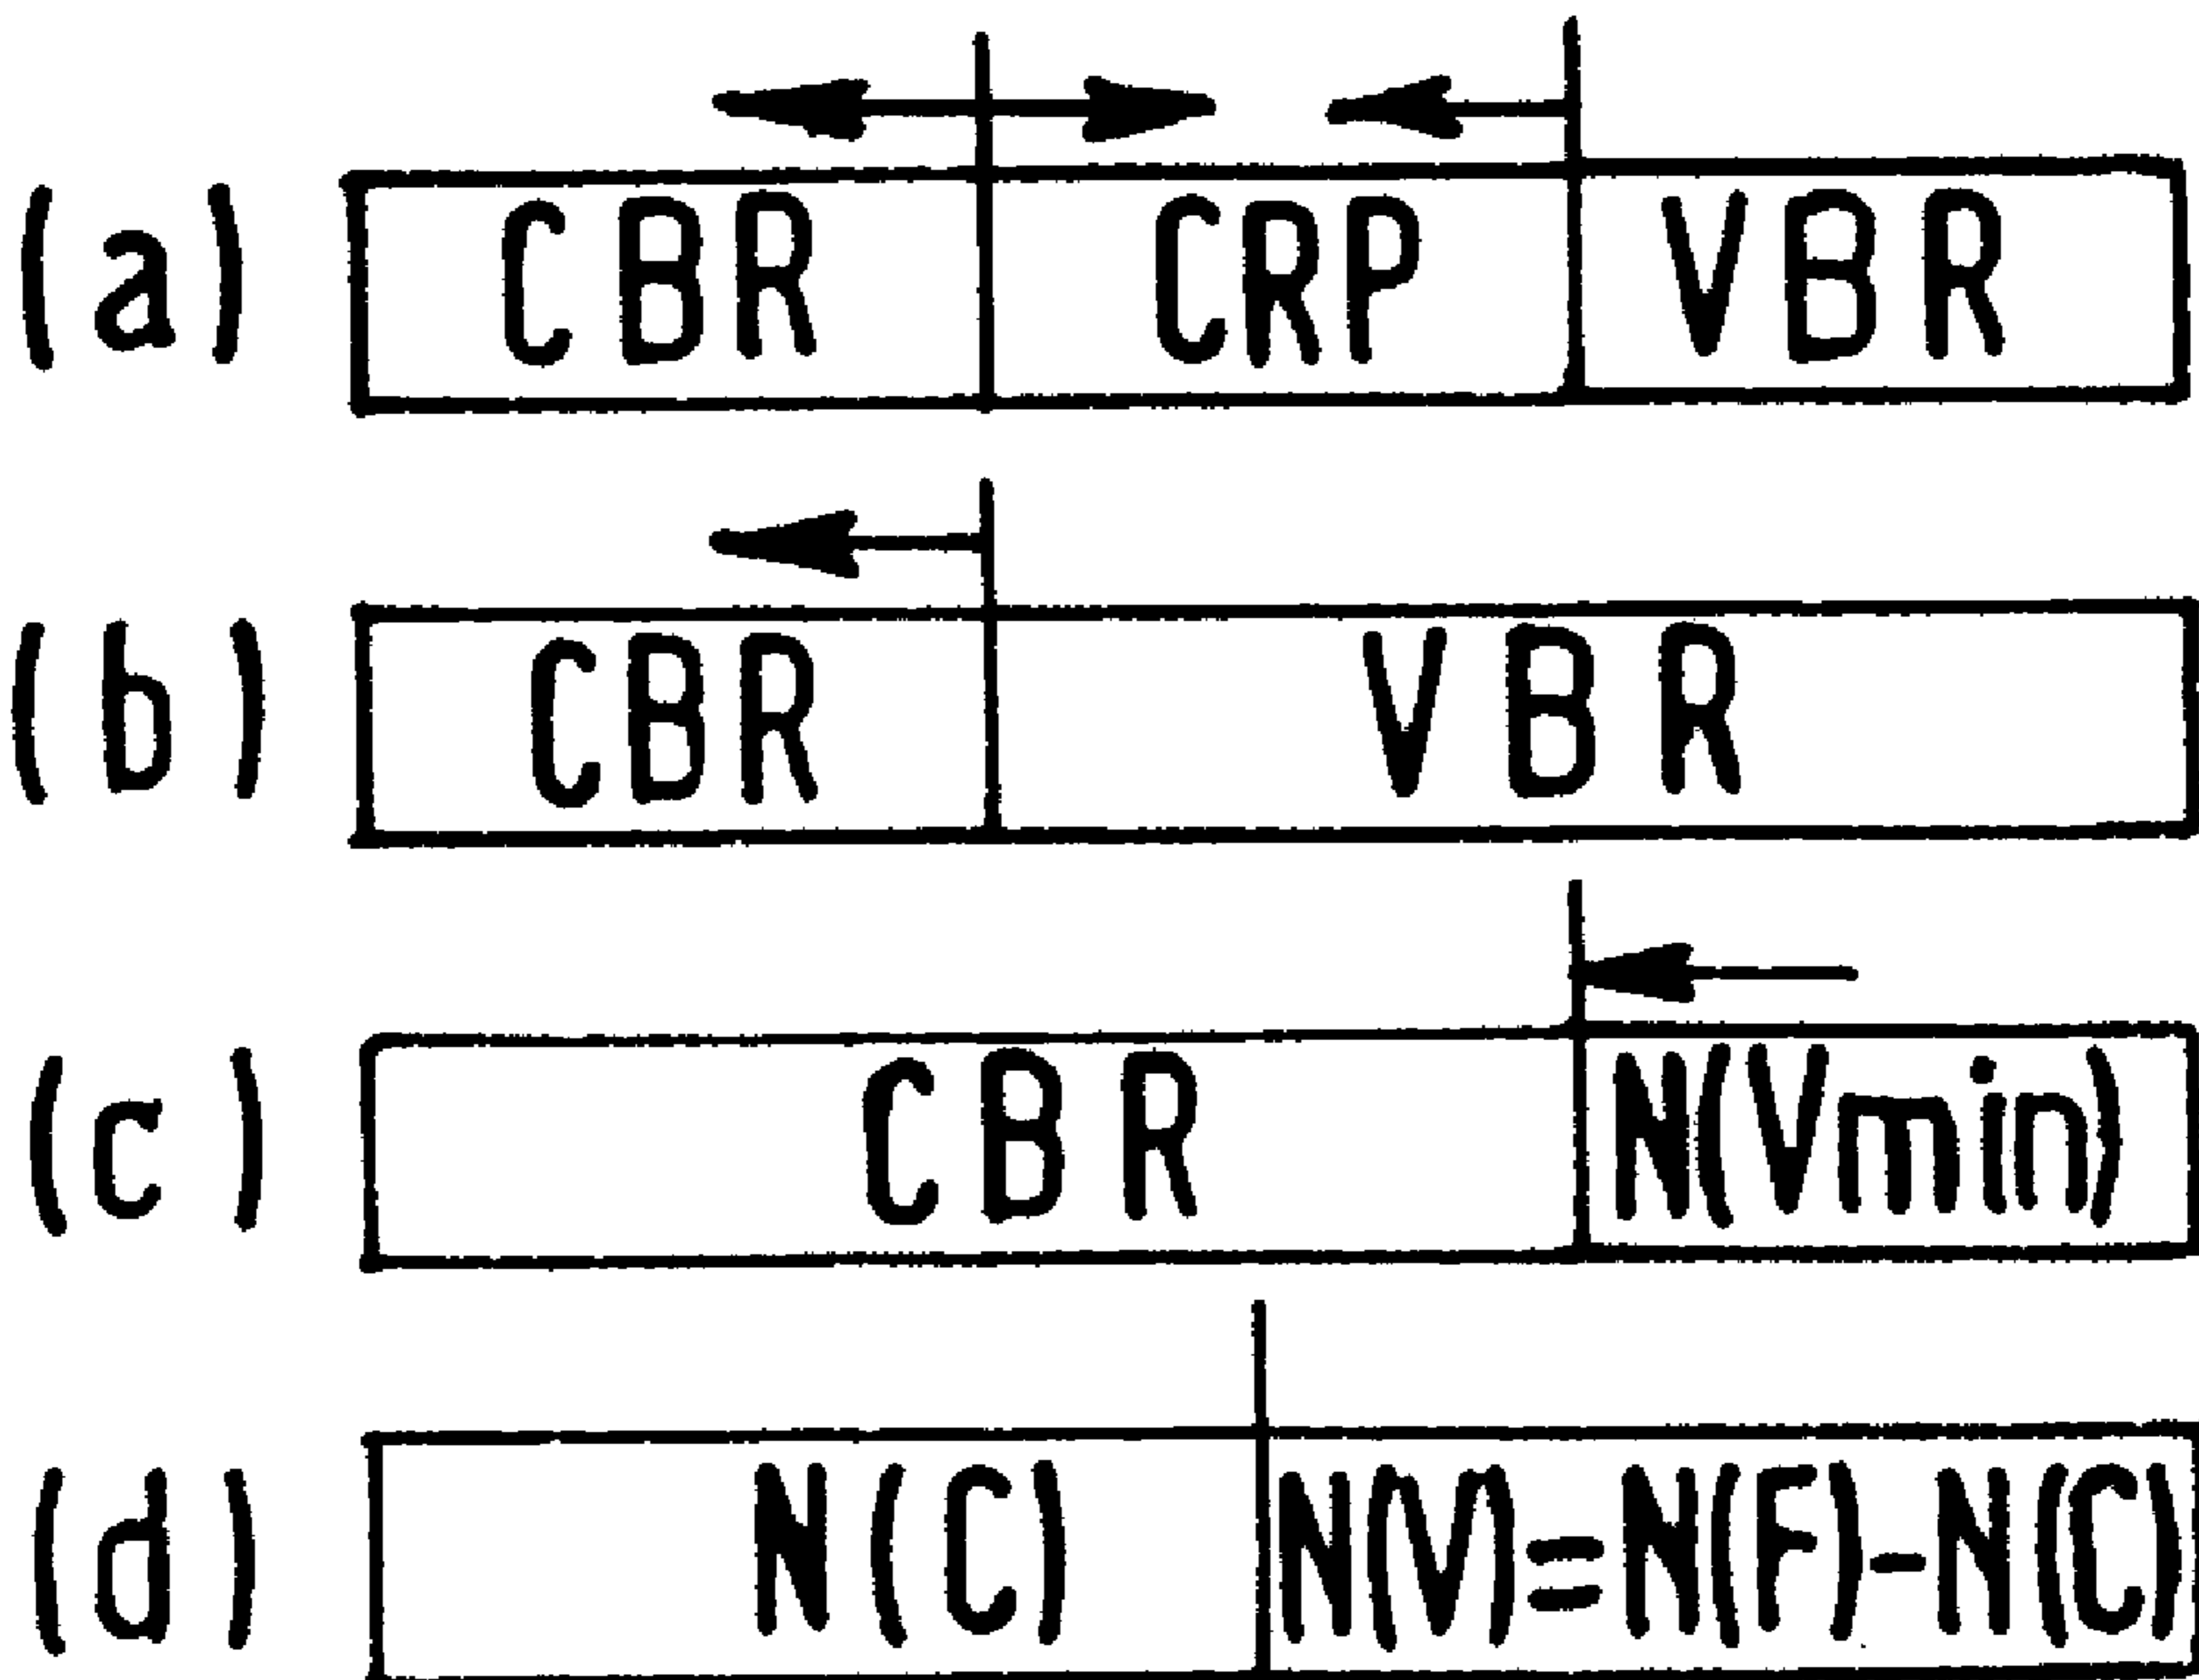 (a) CBR CRP VBR
(b) CBR VBR
(c) CBR N(Vmin)
(d) N(C) N(V)=N(F)-N(C)